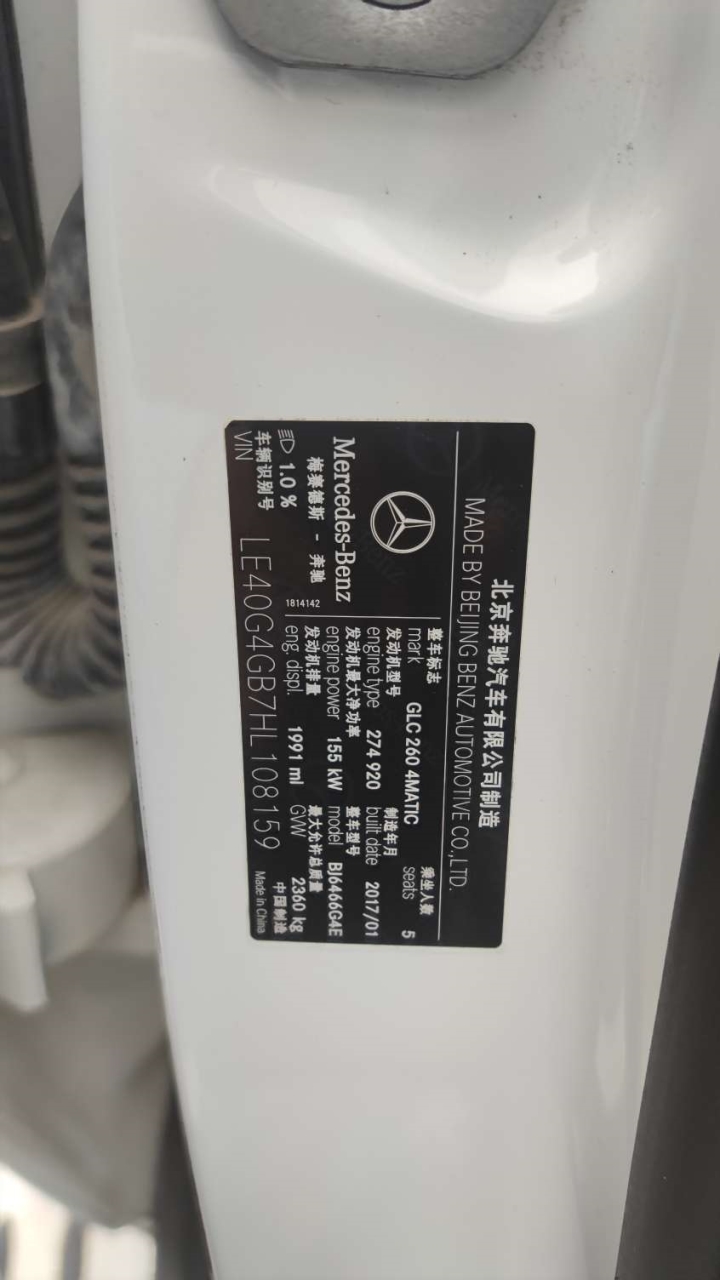 北京奔驰汽车有限公司制造
MADE BY BEIJING BENZ AUTOMOTIVE CO.,LTD.
整车标志
mark GLC 260 4MATIC
乘坐人数
seats 5
发动机型号
engine type 274 920
制造年月
built date 2017/01
Mercedes-Benz
梅赛德斯 - 奔驰
发动机最大净功率
engine power 155 kW
整车型号
model BJ6466G4E
1.0 %
1814142
发动机排量
eng. displ. 1991 ml
最大允许总质量
GVW 2360 kg
车辆识别号
VIN LE40G4GB7HL108159
中国制造
Made in China